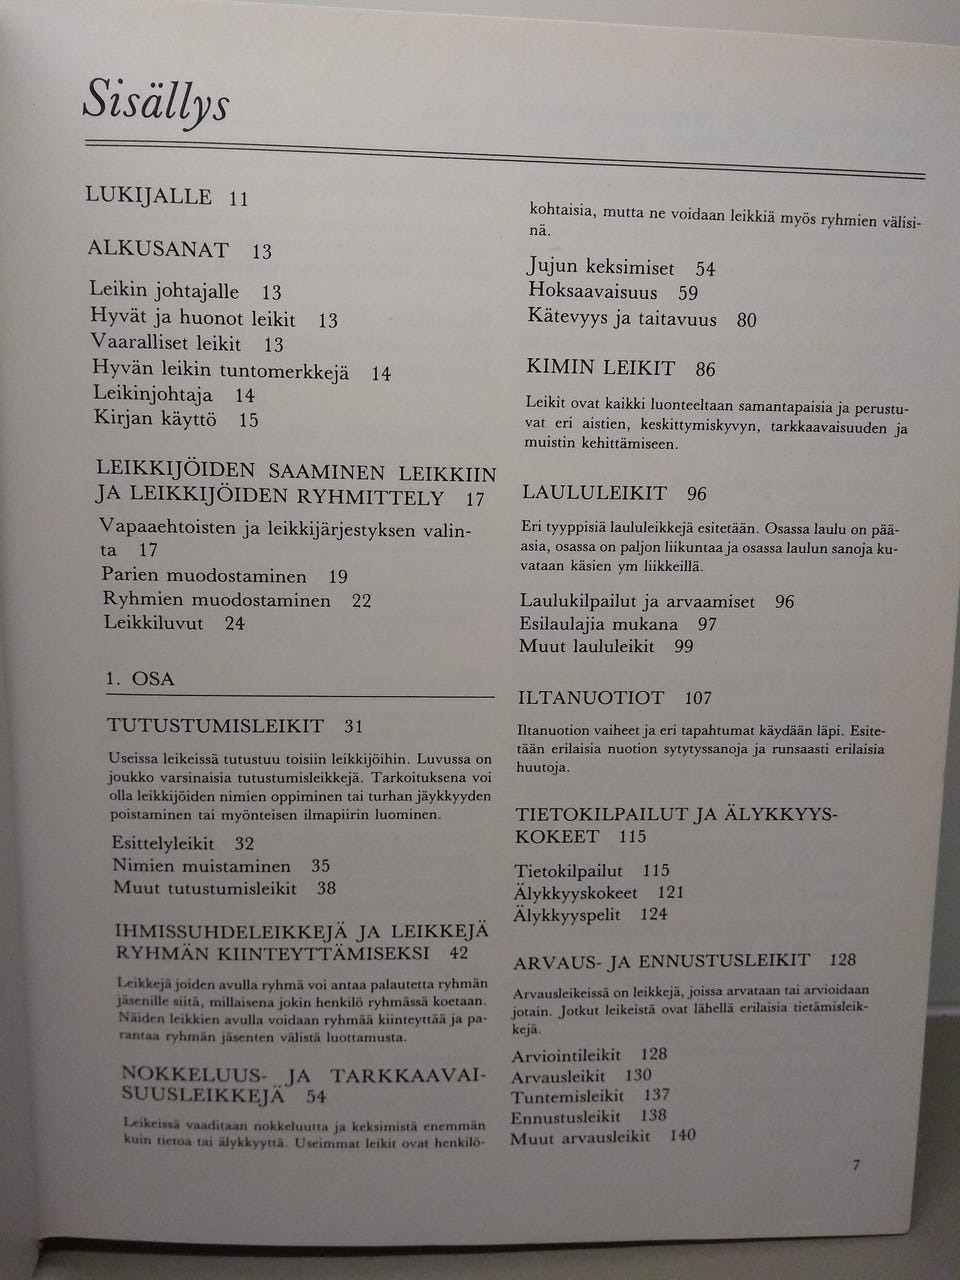 Sisällys
LUKIJALLE 11
ALKUSANAT 13
Leikin johtajalle 13
Hyvät ja huonot leikit 13
Vaaralliset leikit 13
Hyvän leikin tuntomerkkejä 14
Leikinjohtaja 14
Kirjan käyttö 15
LEIKKIJÖIDEN SAAMINEN LEIKKIIN
JA LEIKKIJÖIDEN RYHMITTELY 17
Vapaaehtoisten ja leikkijärjestyksen valin-
ta 17
Parien muodostaminen 19
Ryhmien muodostaminen 22
Leikkiluvut 24
1. OSA
TUTUSTUMISLEIKIT 31
Useissa leikeissä tutustuu toisiin leikkijöihin. Luvussa on
joukko varsinaisia tutustumisleikkejä. Tarkoituksena voi
olla leikkijöiden nimien oppiminen tai turhan jäykkyyden
poistaminen tai myönteisen ilmapiirin luominen.
Esittelyleikit 32
Nimien muistaminen 35
Muut tutustumisleikit 38
IHMISSUHDELEIKKEJÄ JA LEIKKEJÄ
RYHMÄN KIINTEYTTÄMISEKSI 42
Leikkejä joiden avulla ryhmä voi antaa palautetta ryhmän
jäsenille siitä, millaisena jokin henkilö ryhmässä koetaan.
Näiden leikkien avulla voidaan ryhmää kiinteyttää ja pa-
rantaa ryhmän jäsenten välistä luottamusta.
NOKKELUUS- JA TARKKAAVAI-
SUUSLEIKKEJÄ 54
Leikeissä vaaditaan nokkeluutta ja keksimistä enemmän
kuin tietoa tai älykkyyttä. Useimmat leikit ovat henkilö-
kohtaisia, mutta ne voidaan leikkiä myös ryhmien välisi-
nä.
Jujun keksimiset 54
Hoksaavaisuus 59
Kätevyys ja taitavuus 80
KIMIN LEIKIT 86
Leikit ovat kaikki luonteeltaan samantapaisia ja perustu-
vat eri aistien, keskittymiskyvyn, tarkkaavaisuuden ja
muistin kehittämiseen.
LAULULEIKIT 96
Eri tyyppisiä laululeikkejä esitetään. Osassa laulu on pää-
asia, osassa on paljon liikuntaa ja osassa laulun sanoja ku-
vataan käsien ym liikkeillä.
Laulukilpailut ja arvaamiset 96
Esilaulajia mukana 97
Muut laululeikit 99
ILTANUOTIOT 107
Iltanuotion vaiheet ja eri tapahtumat käydään läpi. Esite-
tään erilaisia nuotion sytytyssanoja ja runsaasti erilaisia
huutoja.
TIETOKILPAILUT JA ÄLYKKYYS-
KOKEET 115
Tietokilpailut 115
Älykkyyskokeet 121
Älykkyyspelit 124
ARVAUS- JA ENNUSTUSLEIKIT 128
Arvausleikeissä on leikkejä, joissa arvataan tai arvioidaan
jotain. Jotkut leikeistä ovat lähellä erilaisia tietämisleik-
kejä.
Arviointileikit 128
Arvausleikit 130
Tuntemisleikit 137
Ennustusleikit 138
Muut arvausleikit 140
7